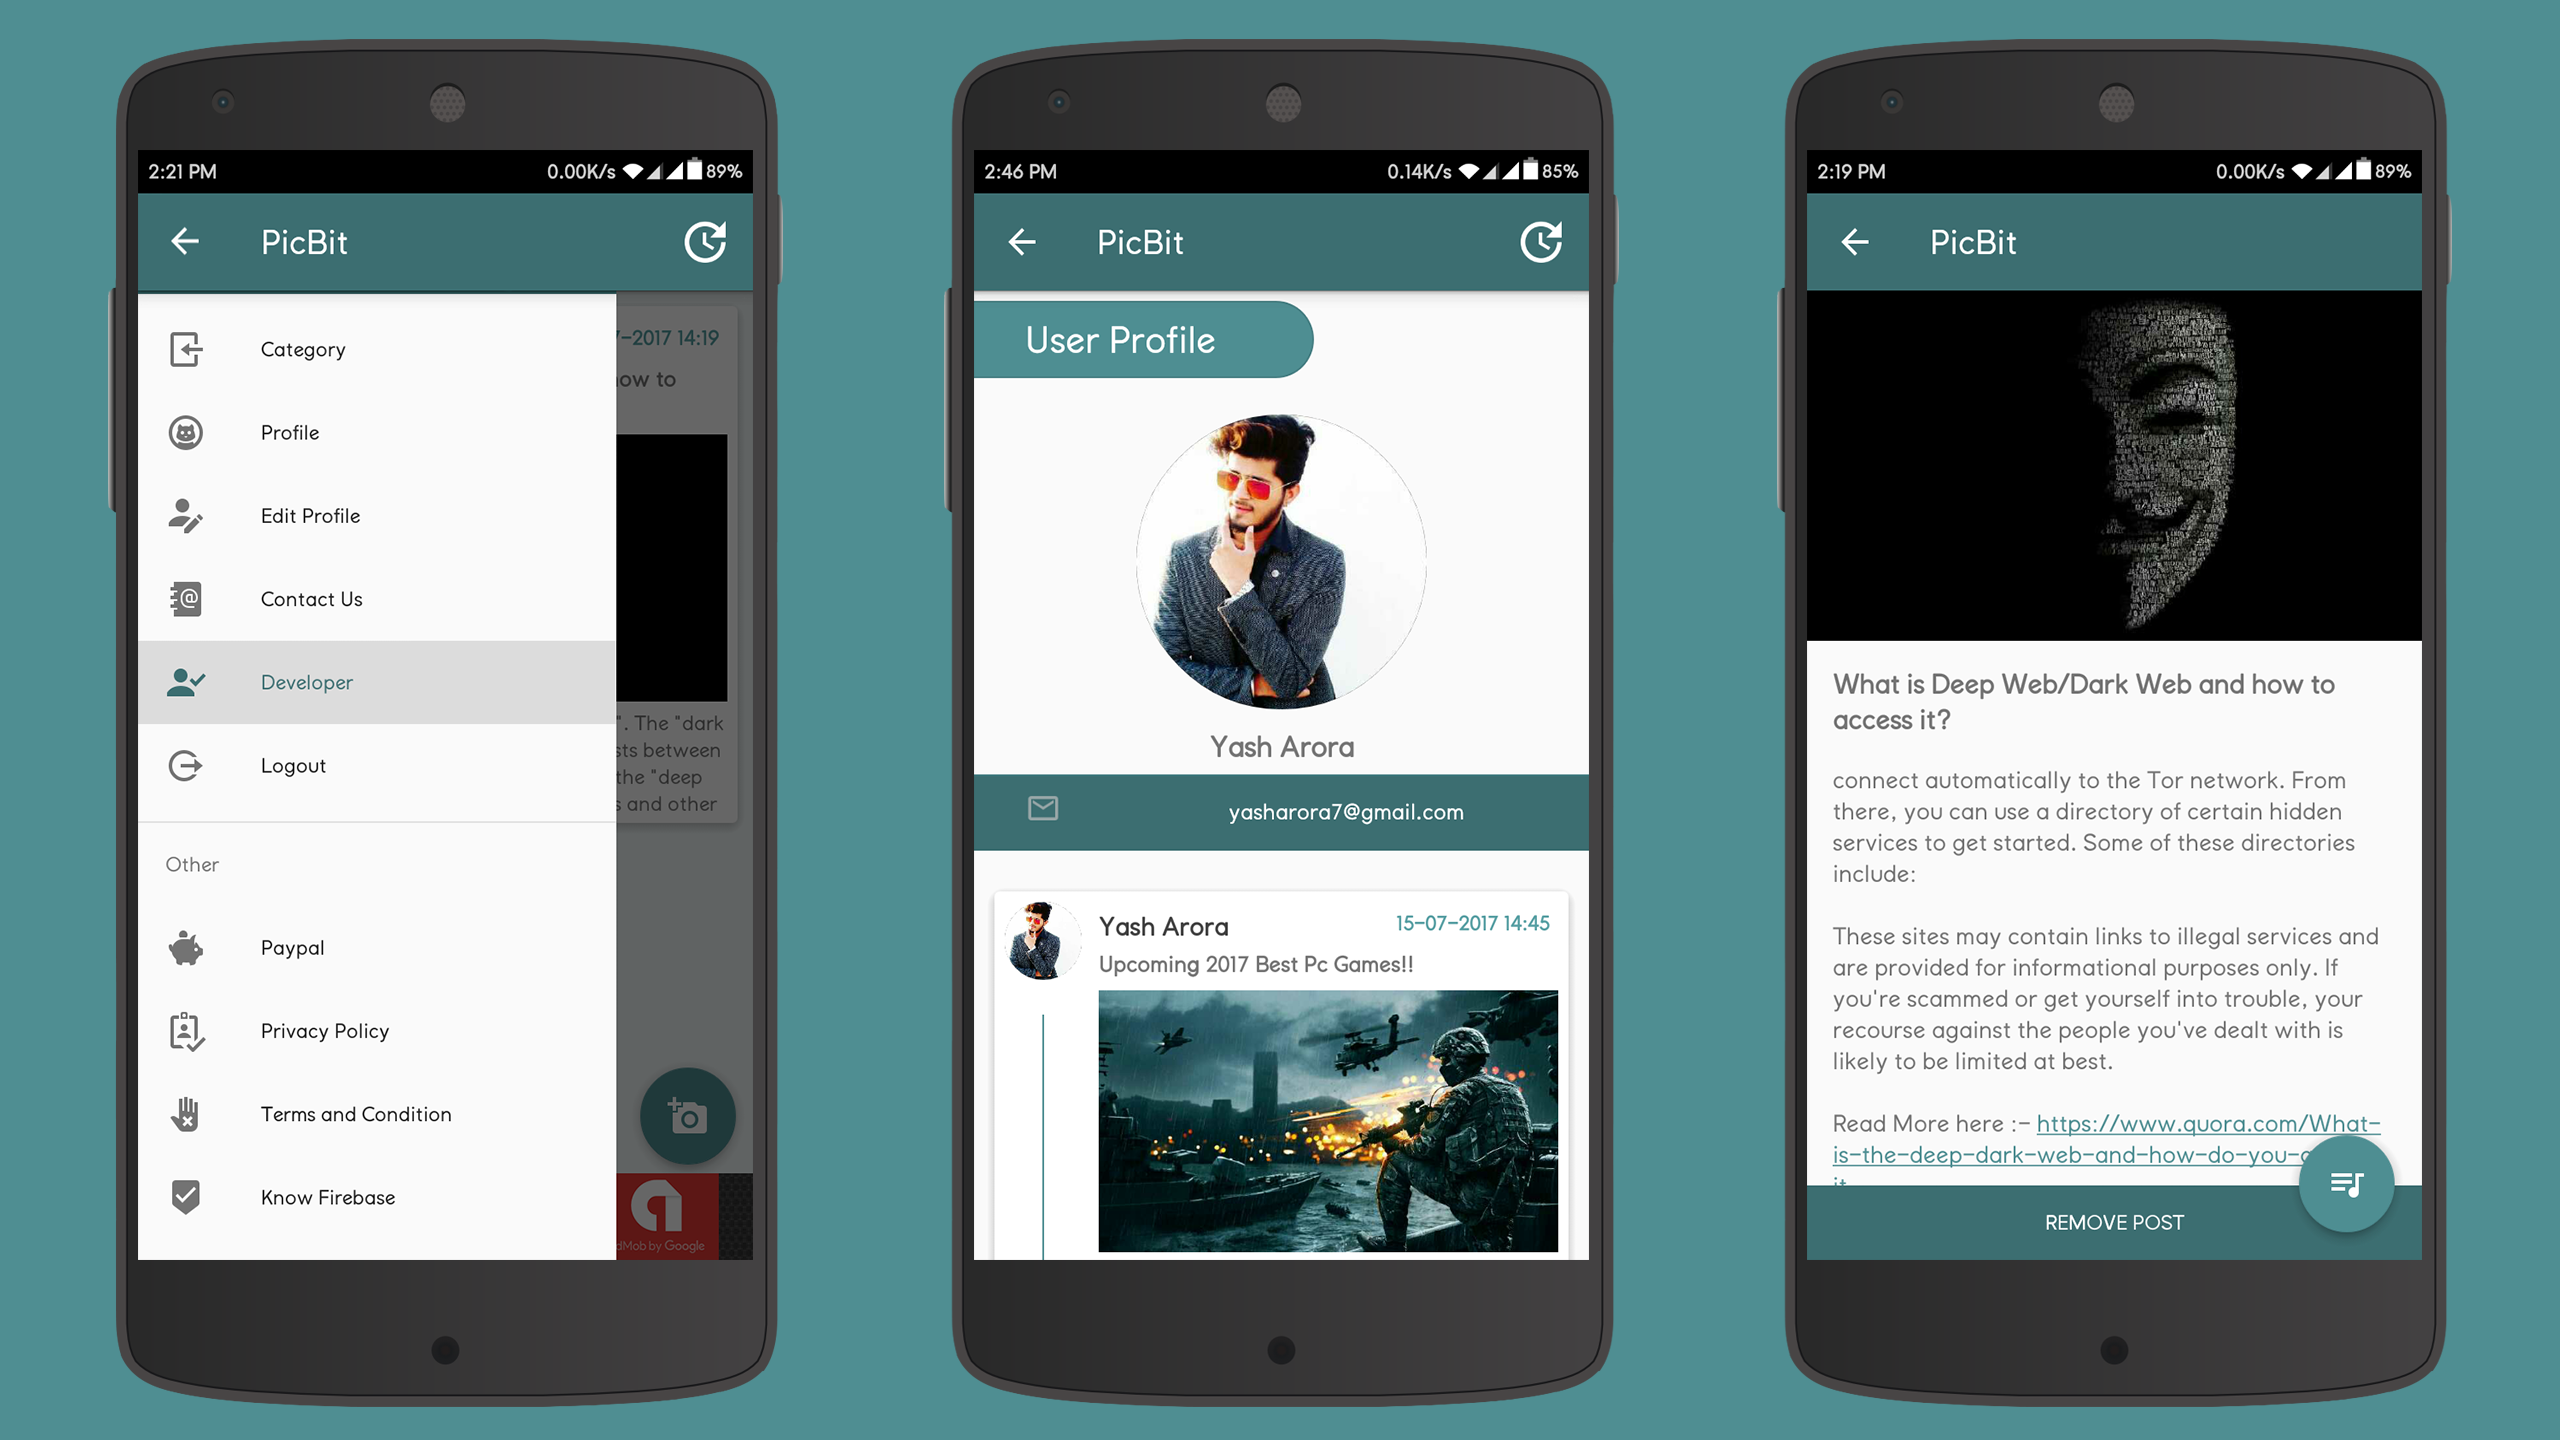 2:21 PM
0.00K/s 89%
PicBit
Category
Profile
Edit Profile
Contact Us
Developer
Logout
Other
Paypal
Privacy Policy
Terms and Condition
Know Firebase
-2017 14:19
how to
". The "dark
sts between
the "deep
s and other
dMob by Google
2:46 PM
0.14K/s 85%
PicBit
User Profile
Yash Arora
yasharora7@gmail.com
Yash Arora
15-07-2017 14:45
Upcoming 2017 Best Pc Games!!
2:19 PM
0.00K/s 89%
PicBit
What is Deep Web/Dark Web and how to
access it?
connect automatically to the Tor network. From
there, you can use a directory of certain hidden
services to get started. Some of these directories
include:
These sites may contain links to illegal services and
are provided for informational purposes only. If
you're scammed or get yourself into trouble, your
recourse against the people you've dealt with is
likely to be limited at best.
Read More here :- https://www.quora.com/What-
is-the-deep-dark-web-and-how-do-you-
it
REMOVE POST